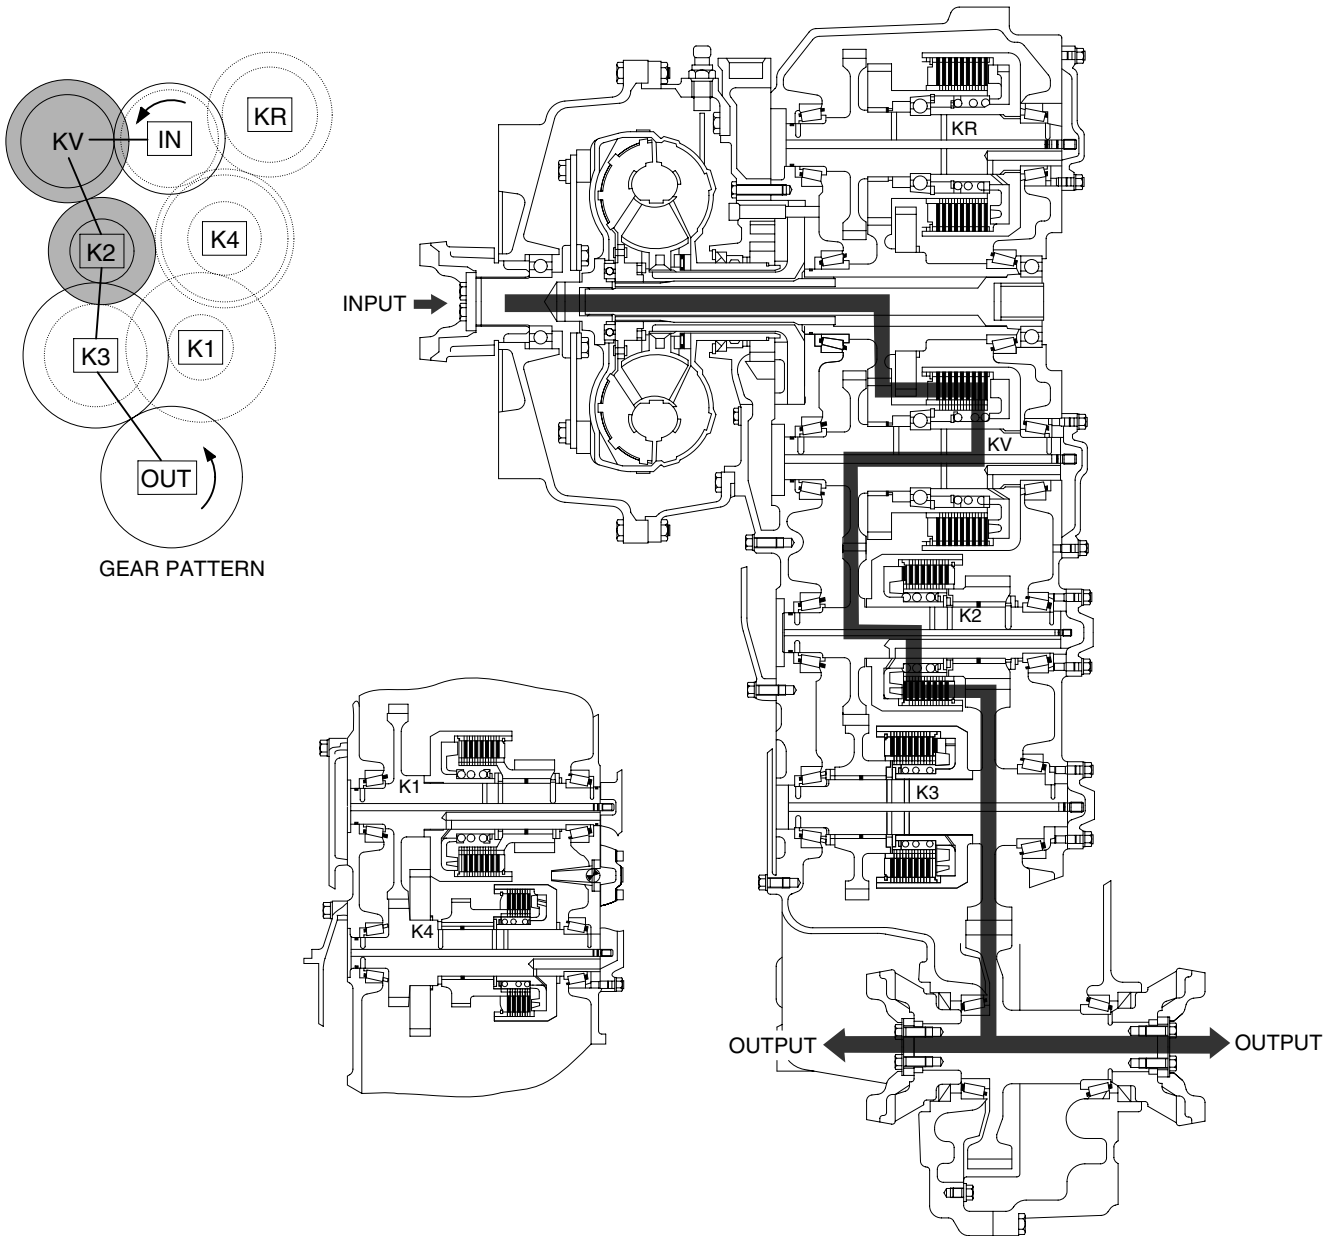 KV
IN
KR
K2
K4
K3
K1
OUT
GEAR PATTERN
KR
INPUT
KV
K2
K1
K3
K4
OUTPUT
OUTPUT